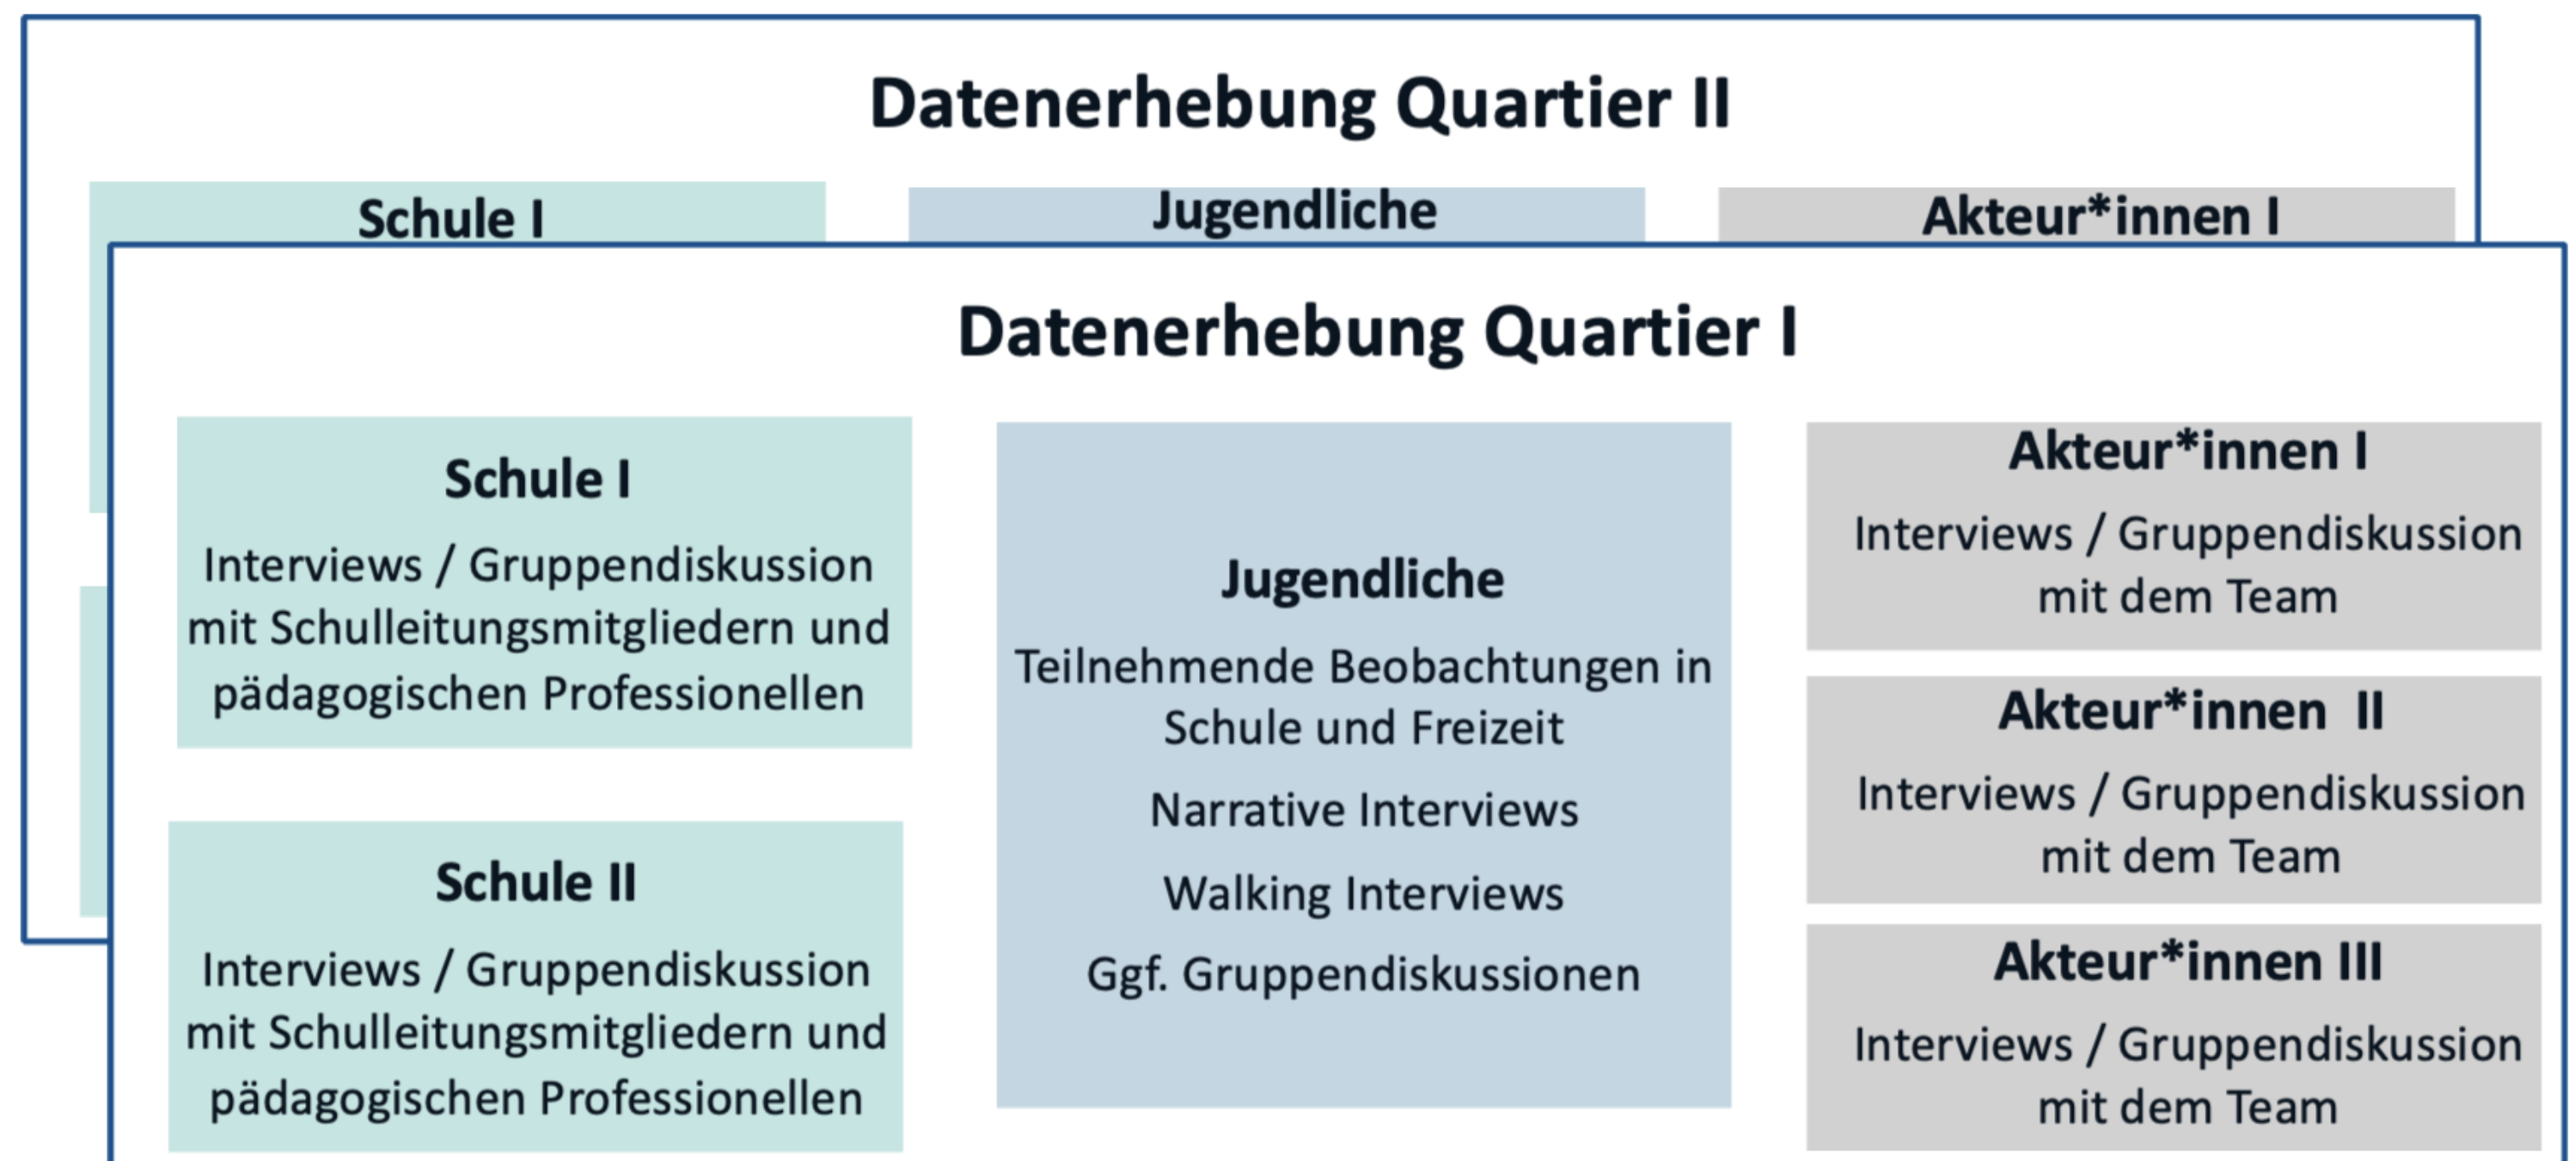 Datenerhebung Quartier II
Schule I
Jugendliche
Akteur*innen I
Datenerhebung Quartier I
Schule I
Interviews / Gruppendiskussion
mit Schulleitungsmitgliedern und
pädagogischen Professionellen
Schule II
Interviews / Gruppendiskussion
mit Schulleitungsmitgliedern und
pädagogischen Professionellen
Jugendliche
Teilnehmende Beobachtungen in
Schule und Freizeit
Narrative Interviews
Walking Interviews
Ggf. Gruppendiskussionen
Akteur*innen I
Interviews / Gruppendiskussion
mit dem Team
Akteur*innen II
Interviews / Gruppendiskussion
mit dem Team
Akteur*innen III
Interviews / Gruppendiskussion
mit dem Team